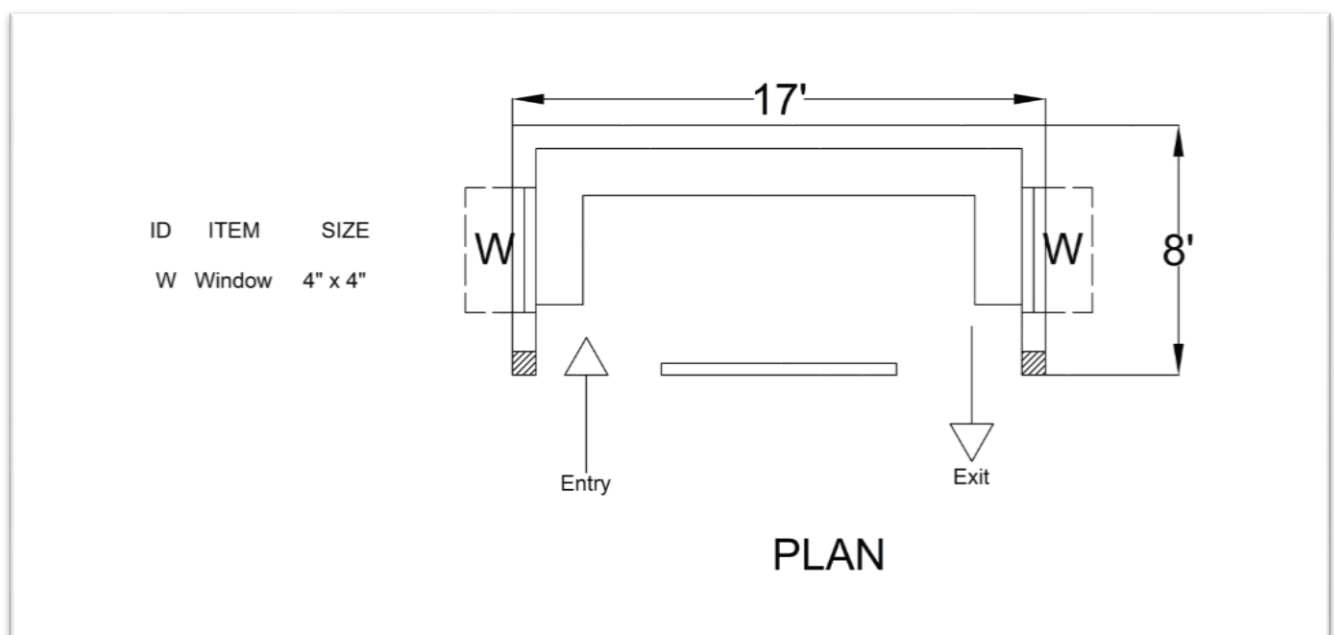 17'
ID ITEM SIZE
W Window 4" x 4"
W
W
8'
Entry
Exit
PLAN